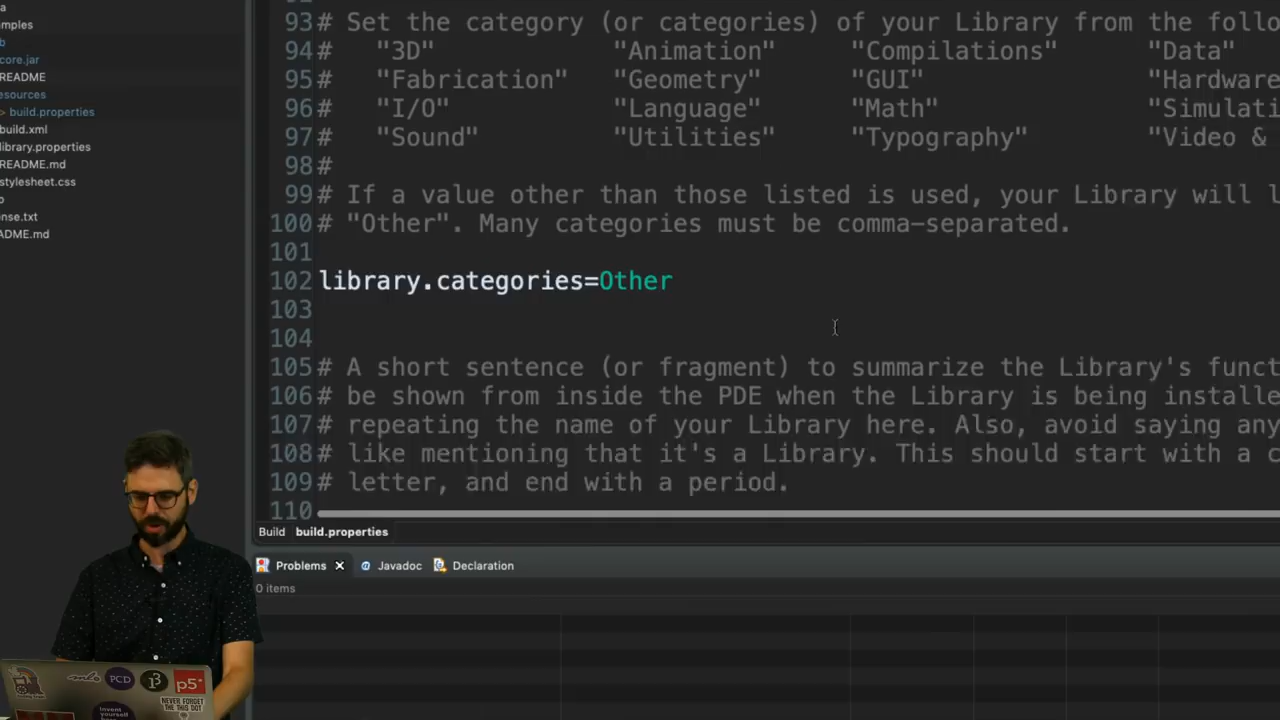 a
mples
b
core.jar
README
esources
> build.properties
build.xml
library.properties
README.md
stylesheet.css
ense.txt
DME.md
93 # Set the category (or categories) of your Library from the follo
94 # "3D" "Animation" "Compilations" "Data"
95 # "Fabrication" "Geometry" "GUI" "Hardware
96 # "I/O" "Language" "Math" "Simulati
97 # "Sound" "Utilities" "Typography" "Video &
98 #
99 # If a value other than those listed is used, your Library will l
100 # "Other". Many categories must be comma-separated.
101
102 library.categories=Other
103
104
105 # A short sentence (or fragment) to summarize the Library's funct
106 # be shown from inside the PDE when the Library is being installe
107 # repeating the name of your Library here. Also, avoid saying any
108 # like mentioning that it's a Library. This should start with a c
109 # letter, and end with a period.
110
Build build.properties
Problems Javadoc Declaration
0 items
PCD
p5*
NEVER FORGET
THE THIS DOT
Invent
yourself